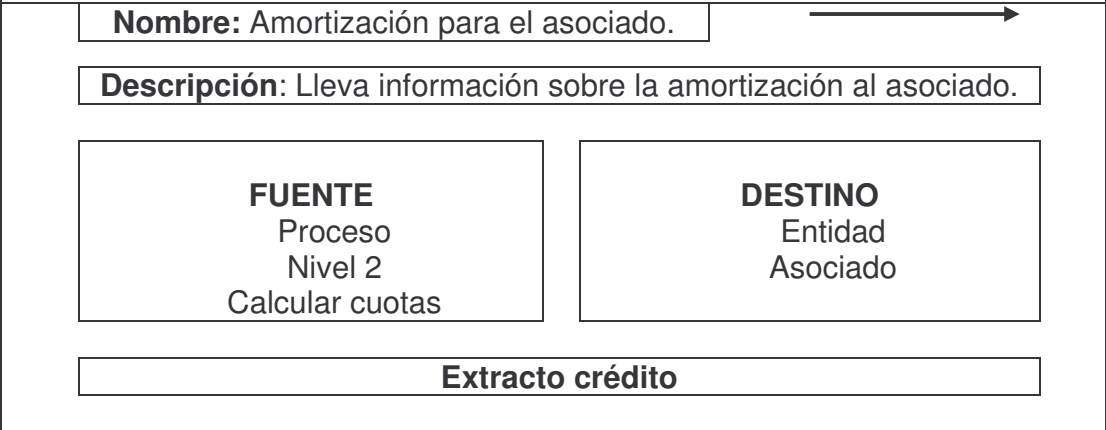 Nombre: Amortización para el asociado.
Descripción: Lleva información sobre la amortización al asociado.
FUENTE
Proceso
Nivel 2
Calcular cuotas
DESTINO
Entidad
Asociado
Extracto crédito